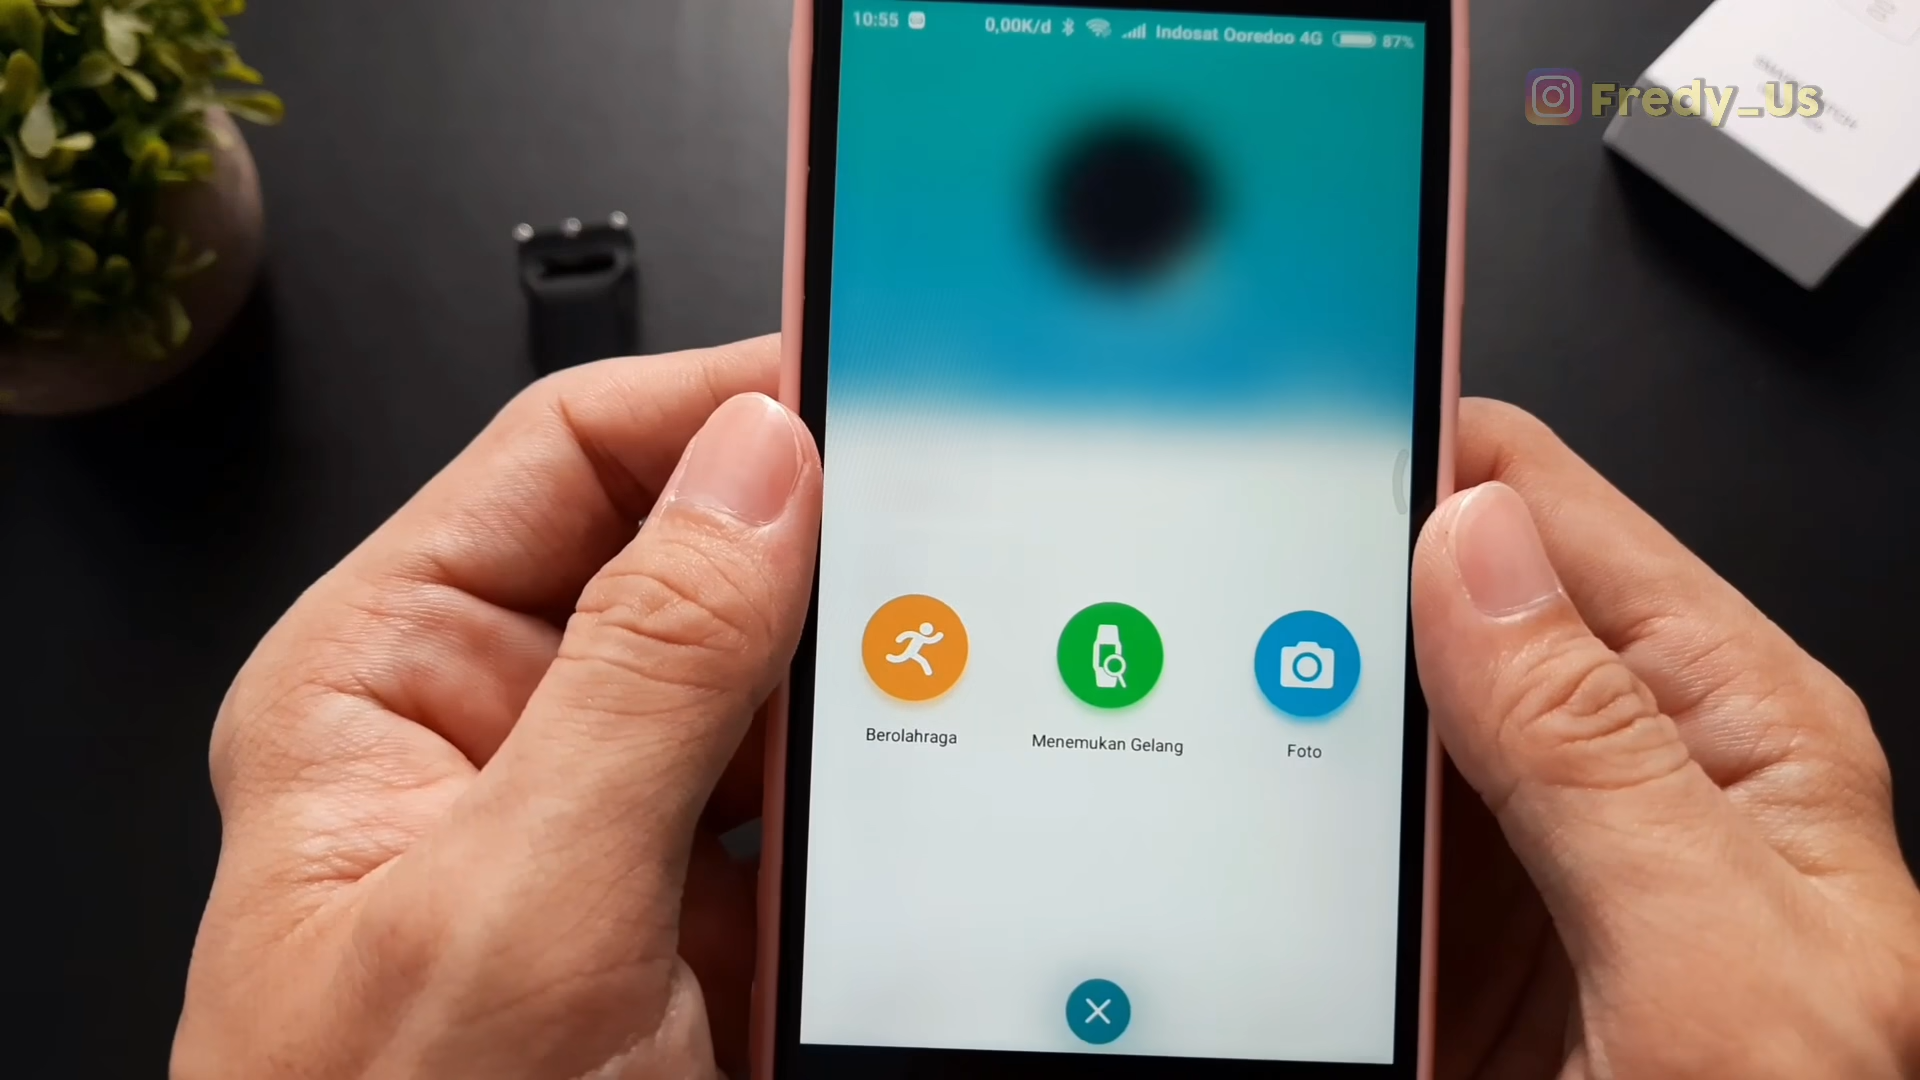 10:55 0,00K/d Indosat Ooredoo 4G 87%
Fredy_Us
Berolahraga
Menemukan Gelang
Foto